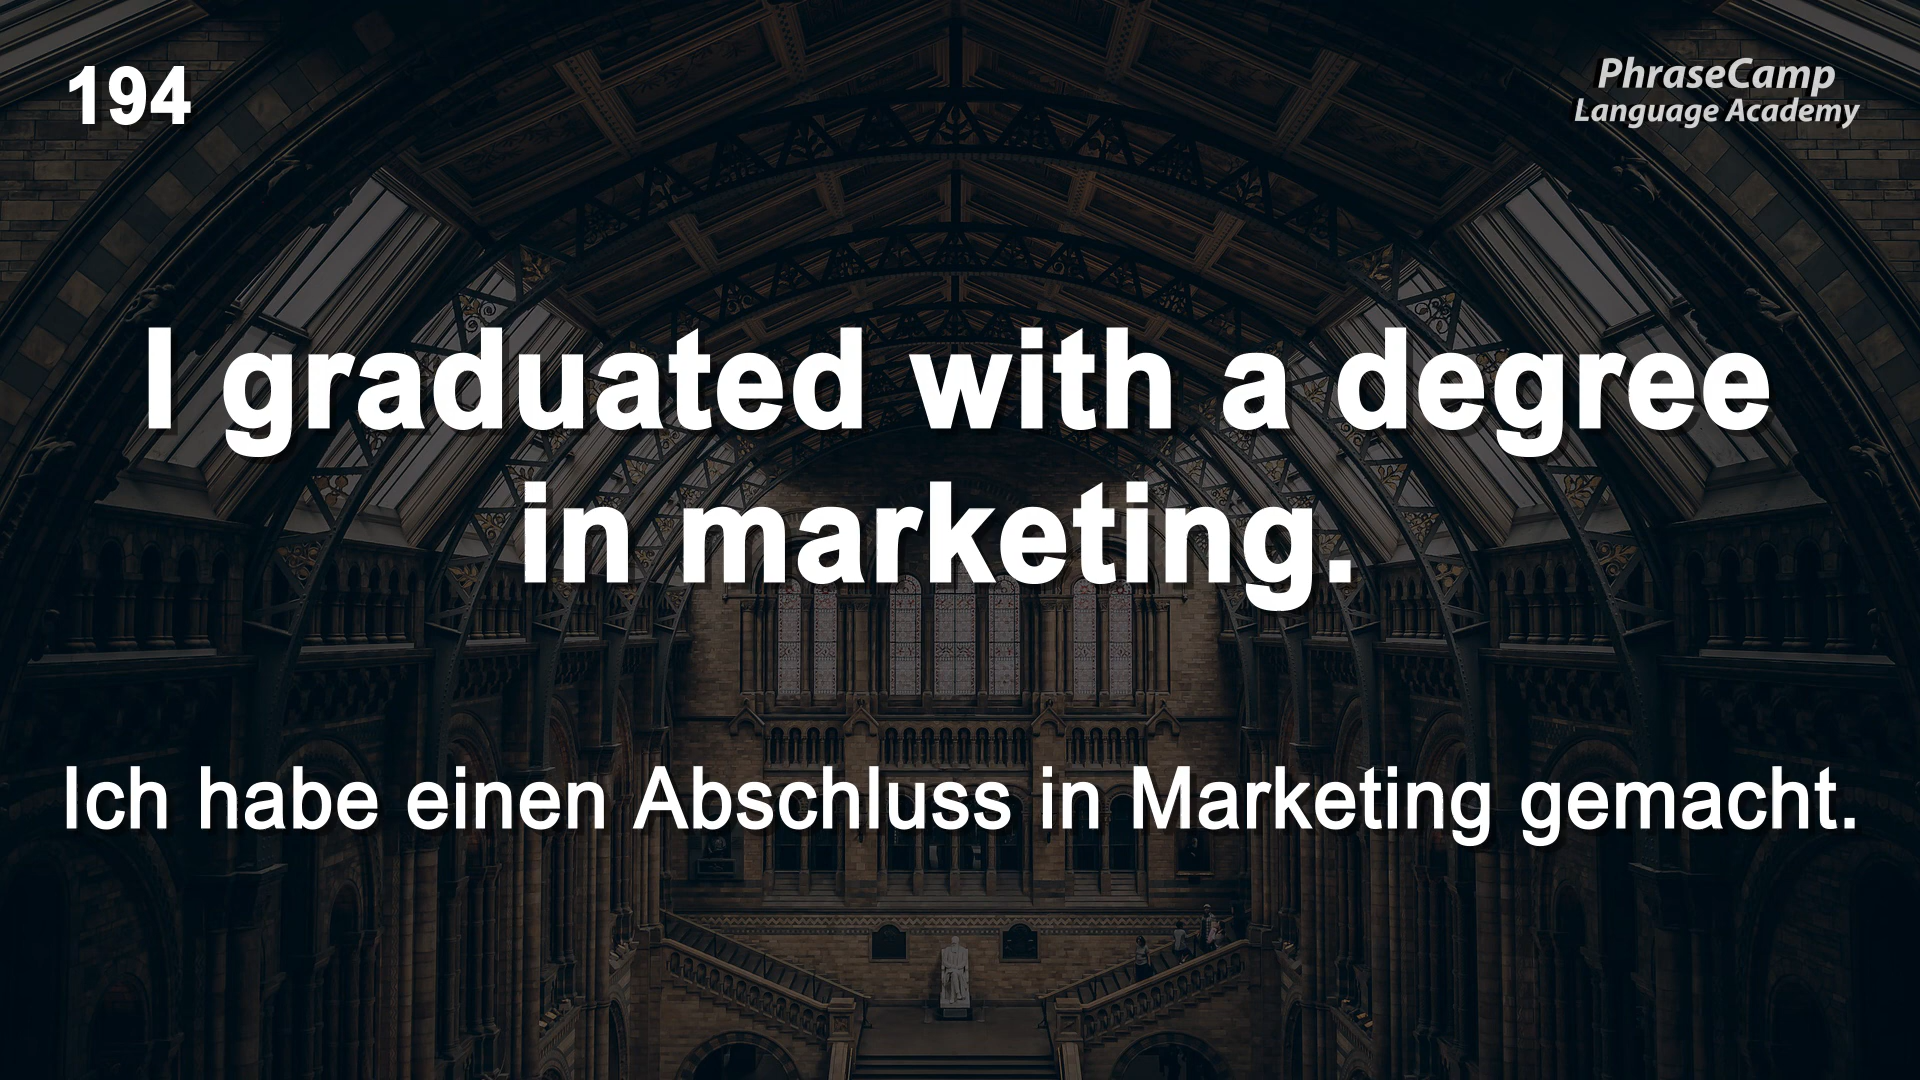 194
PhraseCamp
Language Academy
I graduated with a degree
in marketing.
Ich habe einen Abschluss in Marketing gemacht.